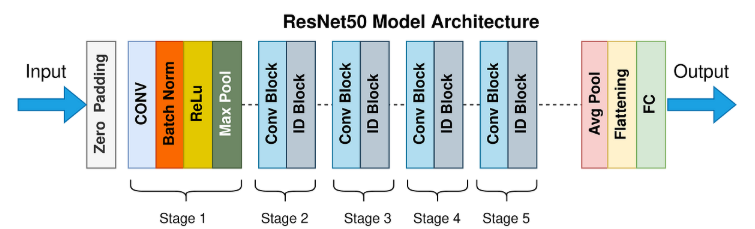 ResNet50 Model Architecture
Input
Zero Padding
CONV
Batch Norm
ReLu
Max Pool
Conv Block
ID Block
Conv Block
ID Block
Conv Block
ID Block
Conv Block
ID Block
Avg Pool
Flattening
FC
Output
Stage 1
Stage 2
Stage 3
Stage 4
Stage 5